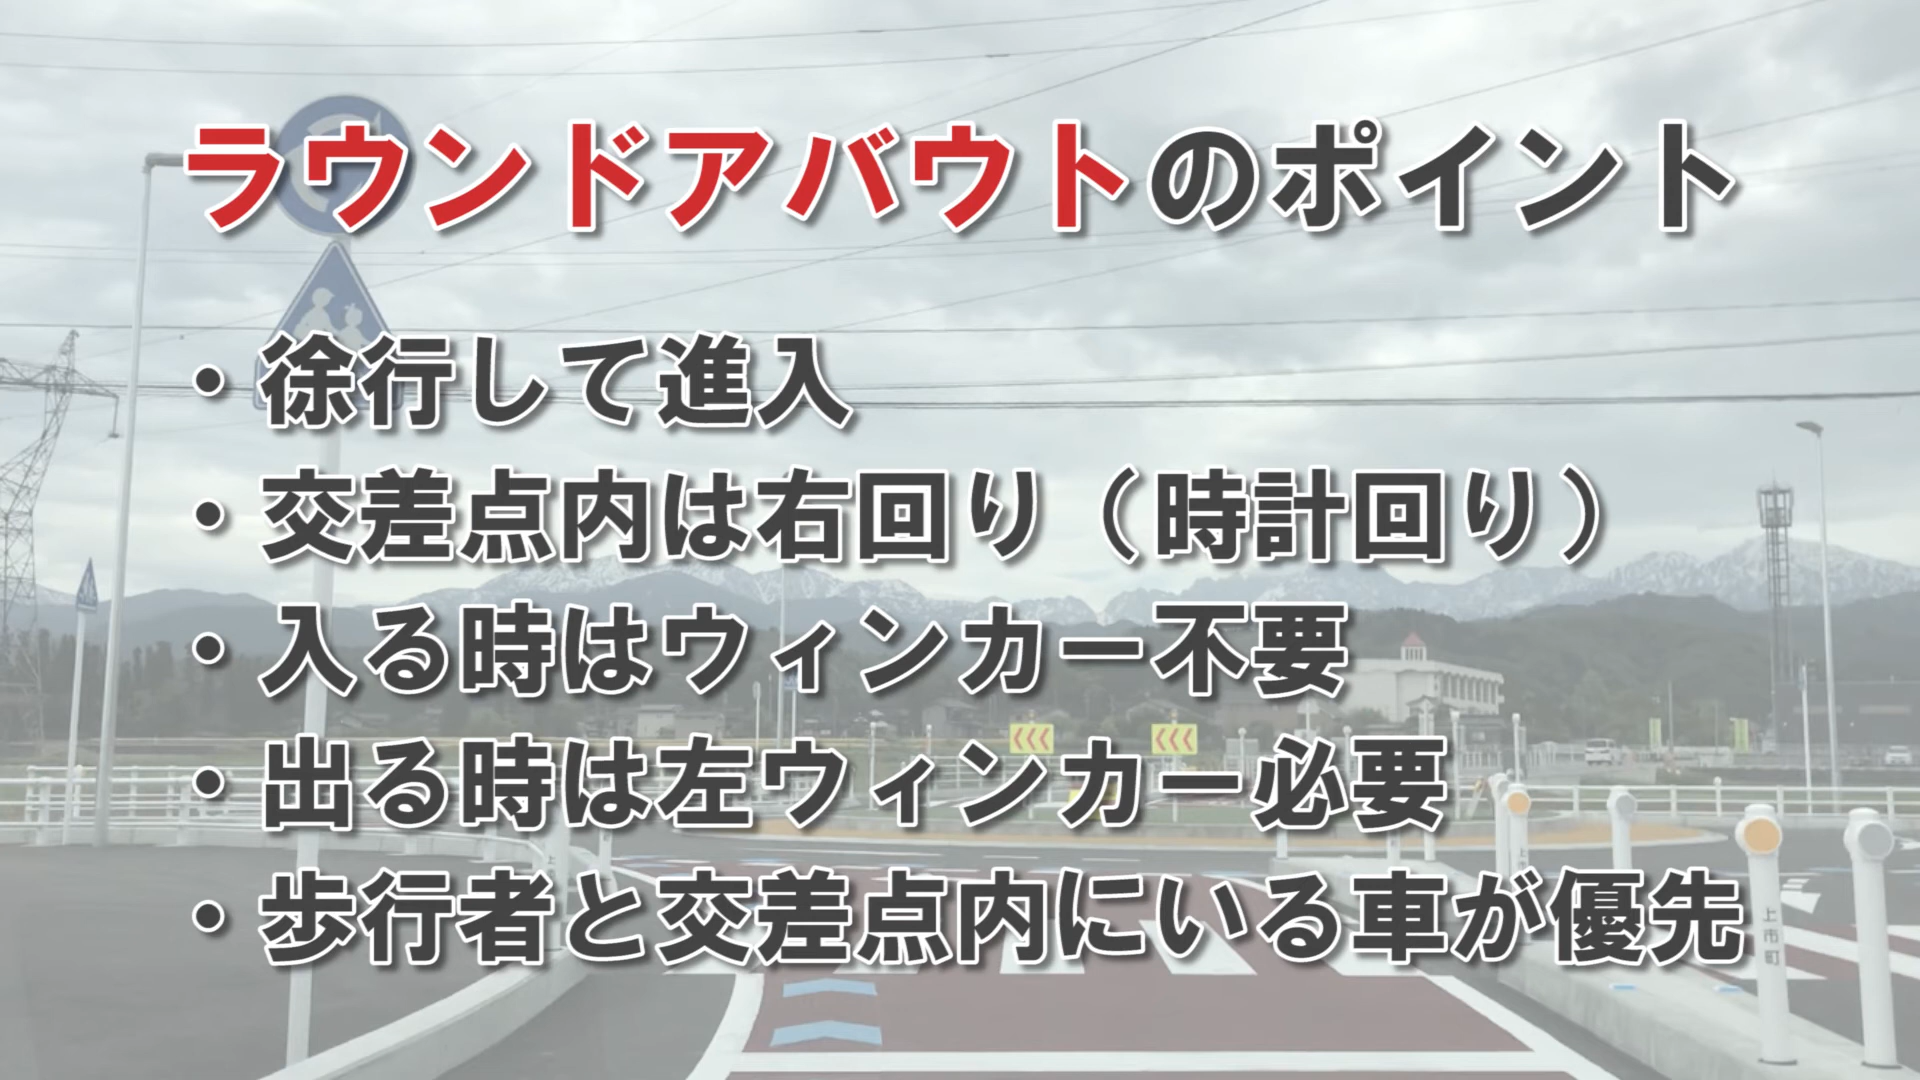 ラウンドアバウトのポイント
・徐行して進入
・交差点内は右回り（時計回り）
・入る時はウィンカー不要
・出る時は左ウィンカー必要
・歩行者と交差点内にいる車が優先
上市町